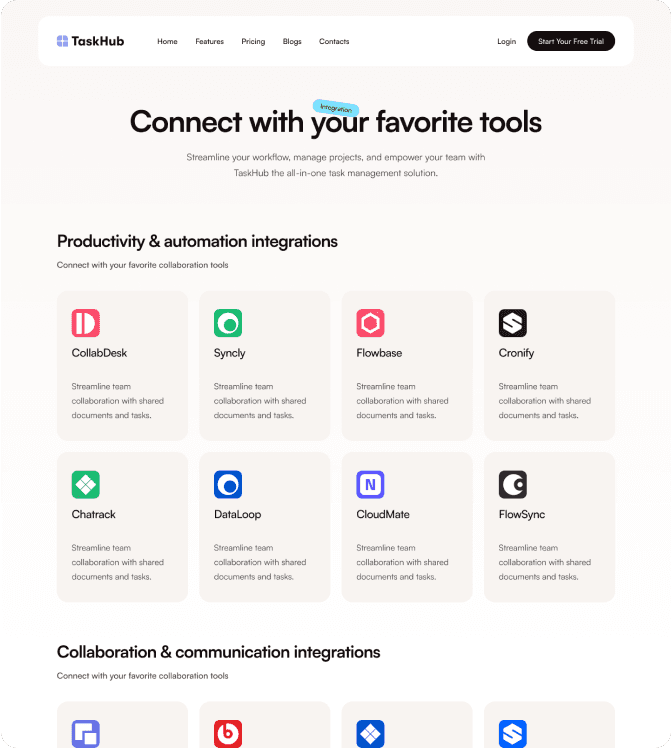 TaskHub
Home Features Pricing Blogs Contacts
Login
Start Your Free Trial
Integration
Connect with your favorite tools
Streamline your workflow, manage projects, and empower your team with
TaskHub the all-in-one task management solution.
Productivity & automation integrations
Connect with your favorite collaboration tools
CollabDesk
Streamline team
collaboration with shared
documents and tasks.
Syncly
Streamline team
collaboration with shared
documents and tasks.
Flowbase
Streamline team
collaboration with shared
documents and tasks.
Cronify
Streamline team
collaboration with shared
documents and tasks.
Chatrack
Streamline team
collaboration with shared
documents and tasks.
DataLoop
Streamline team
collaboration with shared
documents and tasks.
N
CloudMate
Streamline team
collaboration with shared
documents and tasks.
FlowSync
Streamline team
collaboration with shared
documents and tasks.
Collaboration & communication integrations
Connect with your favorite collaboration tools